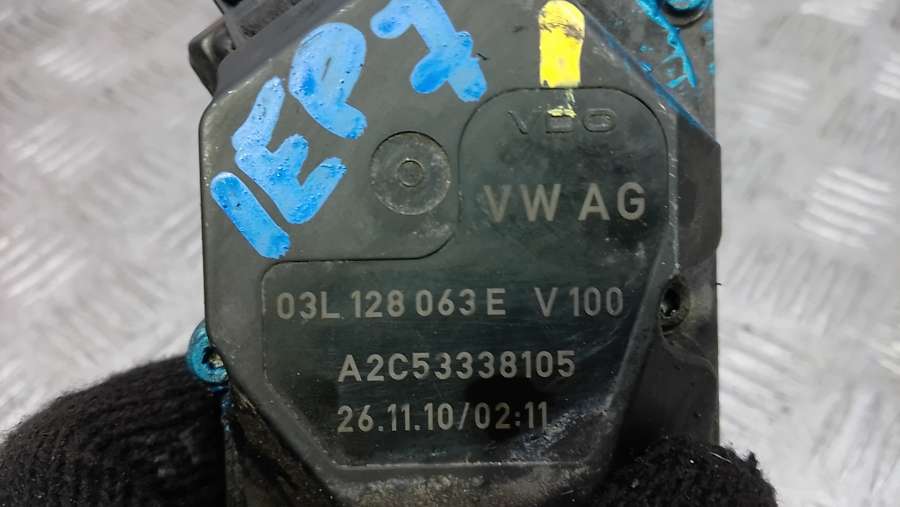 IEP7
VDO
VW AG
03L 128 063 E V 100
A2C53338105
26.11.10/02:11